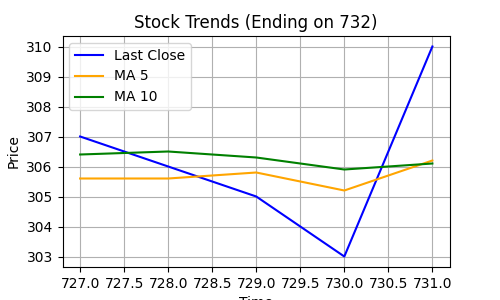 Stock Trends (Ending on 732)
Last Close
MA 5
MA 10
Price
310
309
308
307
306
305
304
303
727.0 727.5 728.0 728.5 729.0 729.5 730.0 730.5 731.0
Time